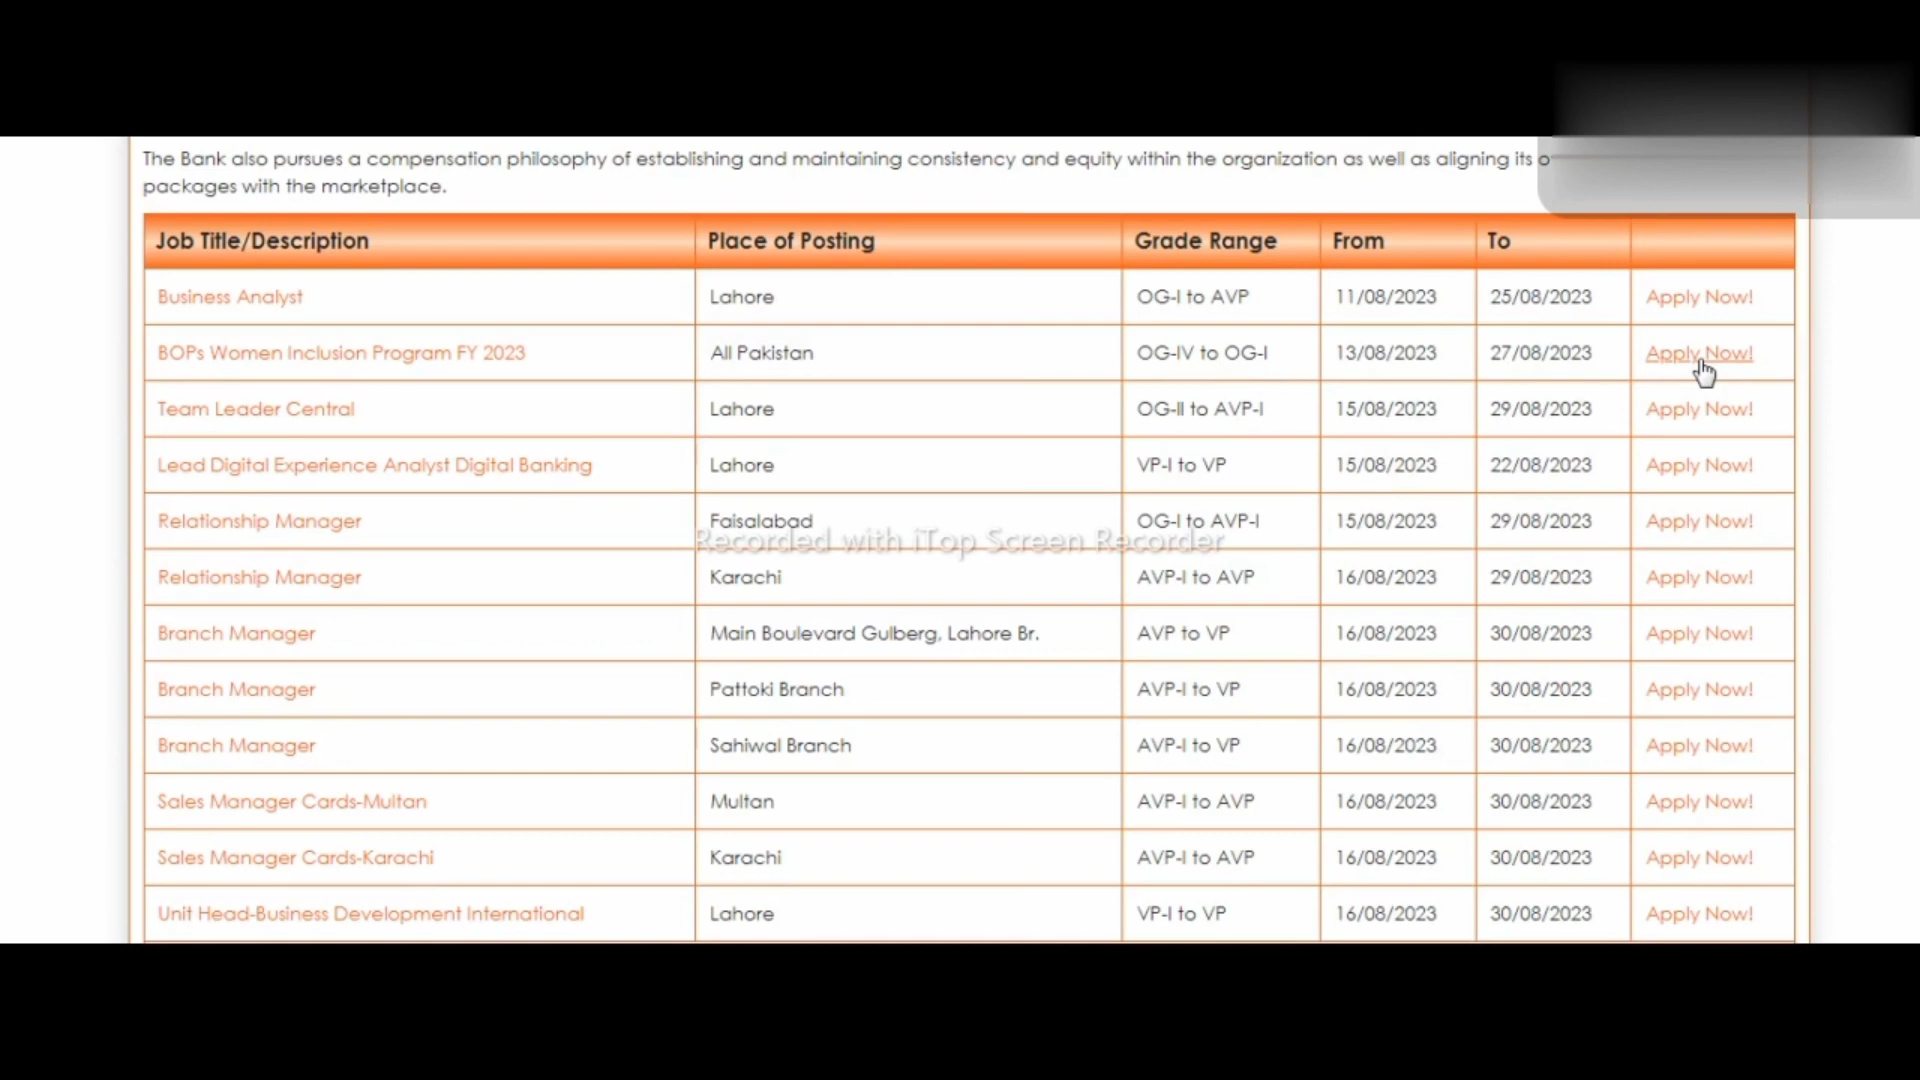 The Bank also pursues a compensation philosophy of establishing and maintaining consistency and equity within the organization as well as aligning its
packages with the marketplace.
Job Title/Description Place of Posting Grade Range From To
Business Analyst Lahore OG-I to AVP 11/08/2023 25/08/2023 Apply Now!
BOPs Women Inclusion Program FY 2023 All Pakistan OG-IV to OG-I 13/08/2023 27/08/2023 Apply Now!
Team Leader Central Lahore OG-II to AVP-I 15/08/2023 29/08/2023 Apply Now!
Lead Digital Experience Analyst Digital Banking Lahore VP-I to VP 15/08/2023 22/08/2023 Apply Now!
Relationship Manager Faisalabad OG-I to AVP-I 15/08/2023 29/08/2023 Apply Now!
Recorded with iTop Screen Recorder
Relationship Manager Karachi AVP-I to AVP 16/08/2023 29/08/2023 Apply Now!
Branch Manager Main Boulevard Gulberg, Lahore Br. AVP to VP 16/08/2023 30/08/2023 Apply Now!
Branch Manager Pattoki Branch AVP-I to VP 16/08/2023 30/08/2023 Apply Now!
Branch Manager Sahiwal Branch AVP-I to VP 16/08/2023 30/08/2023 Apply Now!
Sales Manager Cards-Multan Multan AVP-I to AVP 16/08/2023 30/08/2023 Apply Now!
Sales Manager Cards-Karachi Karachi AVP-I to AVP 16/08/2023 30/08/2023 Apply Now!
Unit Head-Business Development International Lahore VP-I to VP 16/08/2023 30/08/2023 Apply Now!